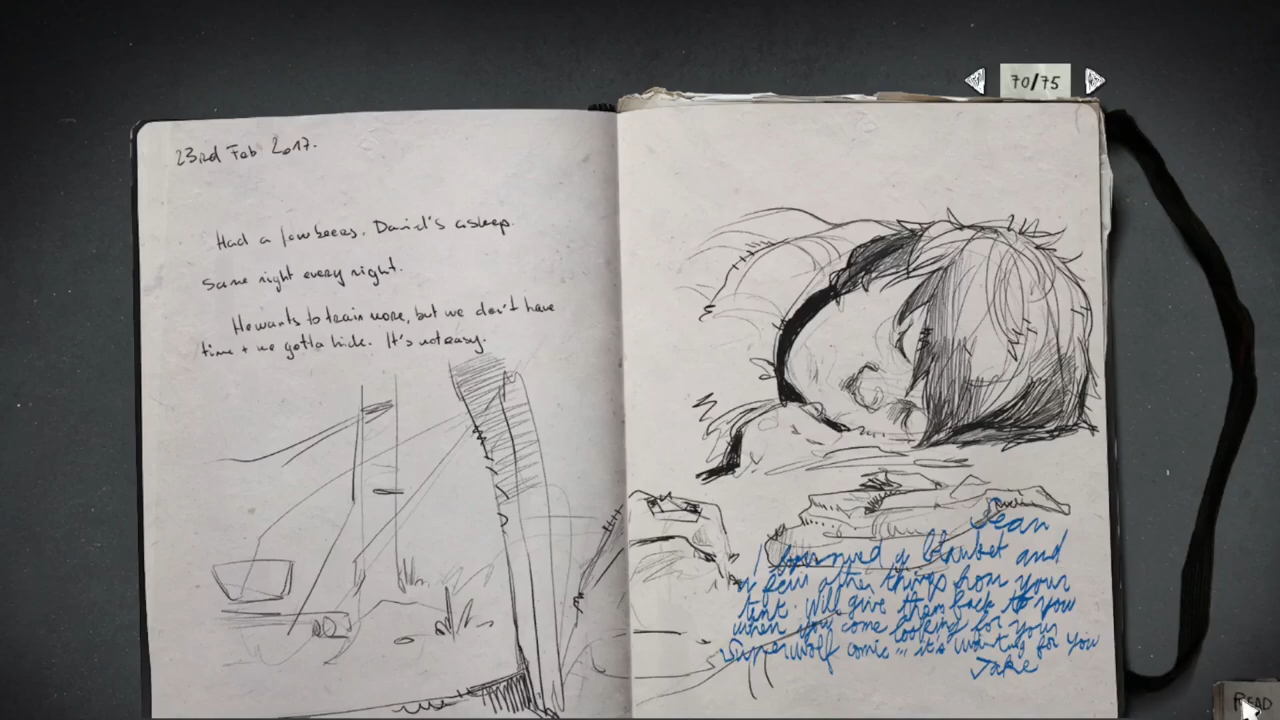 70/75
23rd Feb 2017.
Had a few beers. Daniel's asleep.
Same night every night.
He wants to train more, but we don't have
time + we gotta hide. It's not easy.
Sean
I borrowed a blanket and
a few other things from your
tent. Will give them back to you
when you come looking for your
Superwolf comic... it's waiting for you
Jake
READ